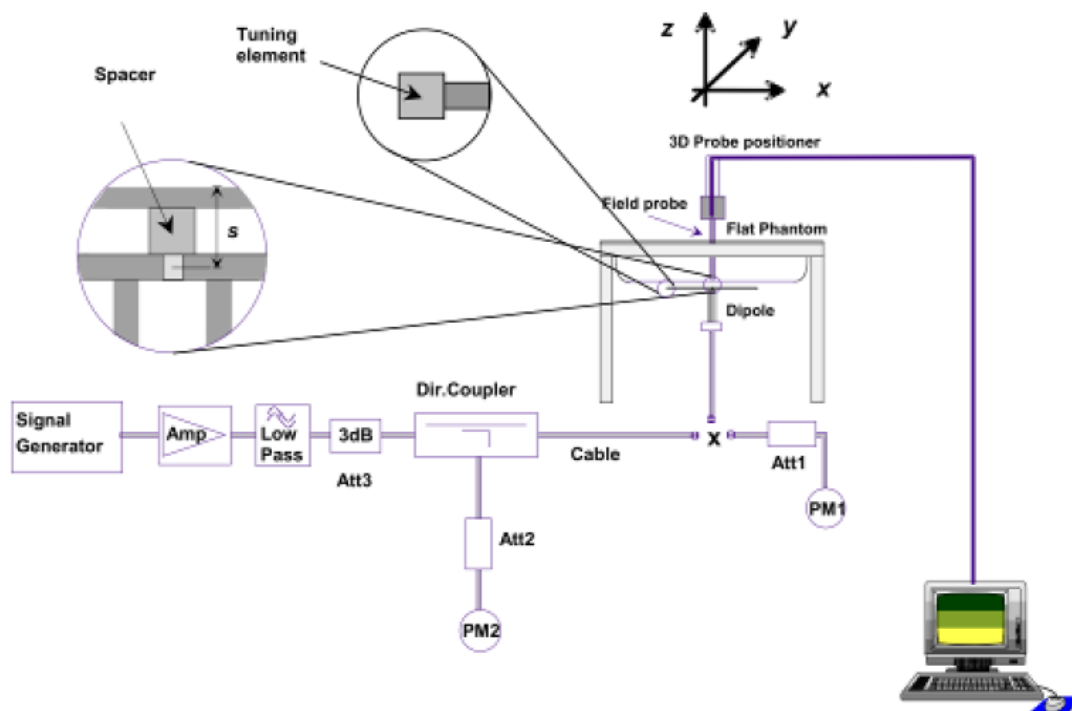 z
y
x
Tuning
element
Spacer
s
3D Probe positioner
Field probe
Flat Phantom
Dipole
Dir.Coupler
Signal
Generator
Amp
Low
Pass
3dB
Att3
Cable
x
Att1
PM1
Att2
PM2